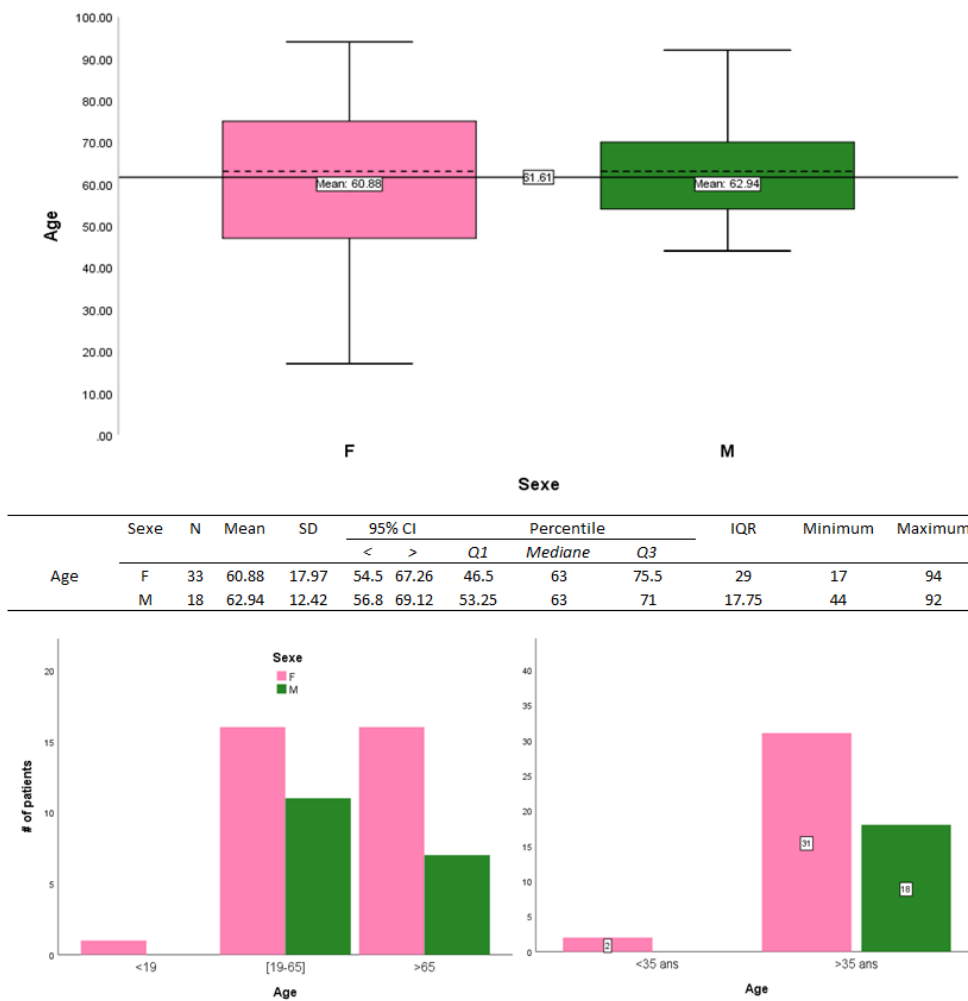 100.00
90.00
80.00
70.00
60.00
50.00
40.00
30.00
20.00
10.00
.00
Age
Mean: 60.88
61.61
Mean: 62.94
F M
Sexe
Sexe N Mean SD 95% CI Percentile IQR Minimum Maximum
< > Q1 Mediane Q3
Age F 33 60.88 17.97 54.5 67.26 46.5 63 75.5 29 17 94
M 18 62.94 12.42 56.8 69.12 53.25 63 71 17.75 44 92
Sexe
F
M
20
15
10
5
0
# of patients
<19 [19-65] >65
Age
40
35
30
25
20
15
10
5
0
2
31
18
<35 ans >35 ans
Age